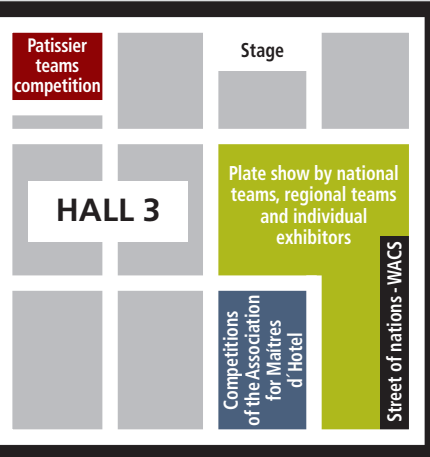 Patissier
teams
competition
Stage
Plate show by national
teams, regional teams
and individual
exhibitors
HALL 3
Street of nations - WACS
Competitions
of the Association
for Maítres
d´Hotel